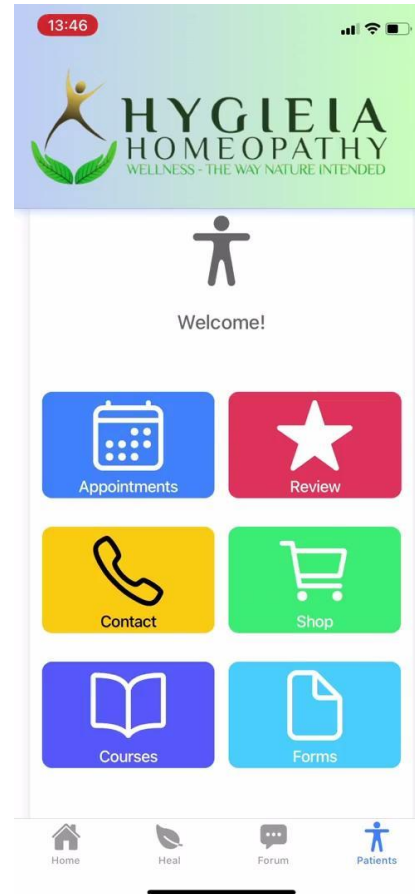 13:46
HYGIEIA
HOMEOPATHY
WELLNESS - THE WAY NATURE INTENDED
Welcome!
Appointments
Review
Contact
Shop
Courses
Forms
Home
Heal
Forum
Patients